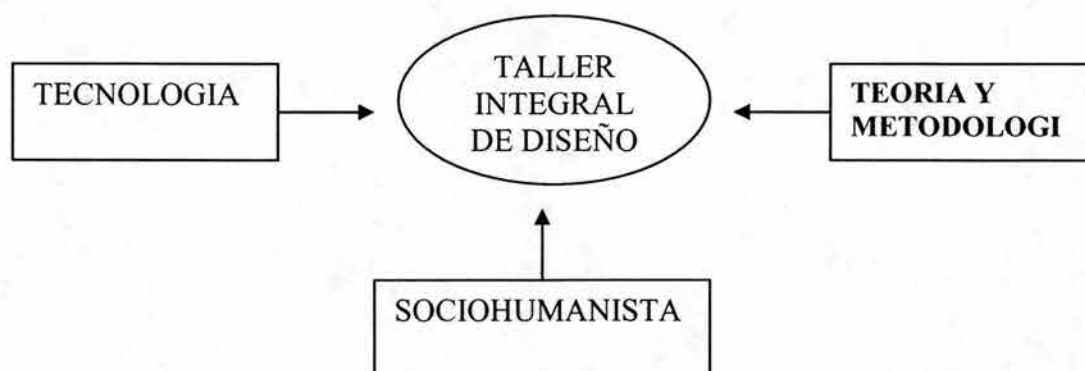 TECNOLOGIA
TALLER
INTEGRAL
DE DISEÑO
TEORIA Y
METODOLOGI
SOCIOHUMANISTA